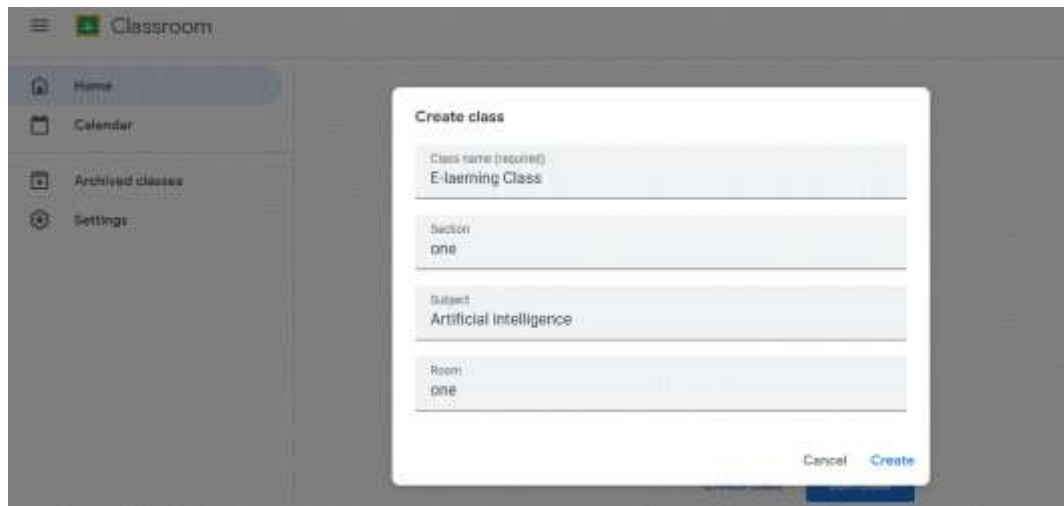 Classroom
Home
Calendar
Archived classes
Settings
Create class
Class name (required)
E-laerning Class
Section
one
Subject
Artificial intelligence
Room
one
Cancel
Create